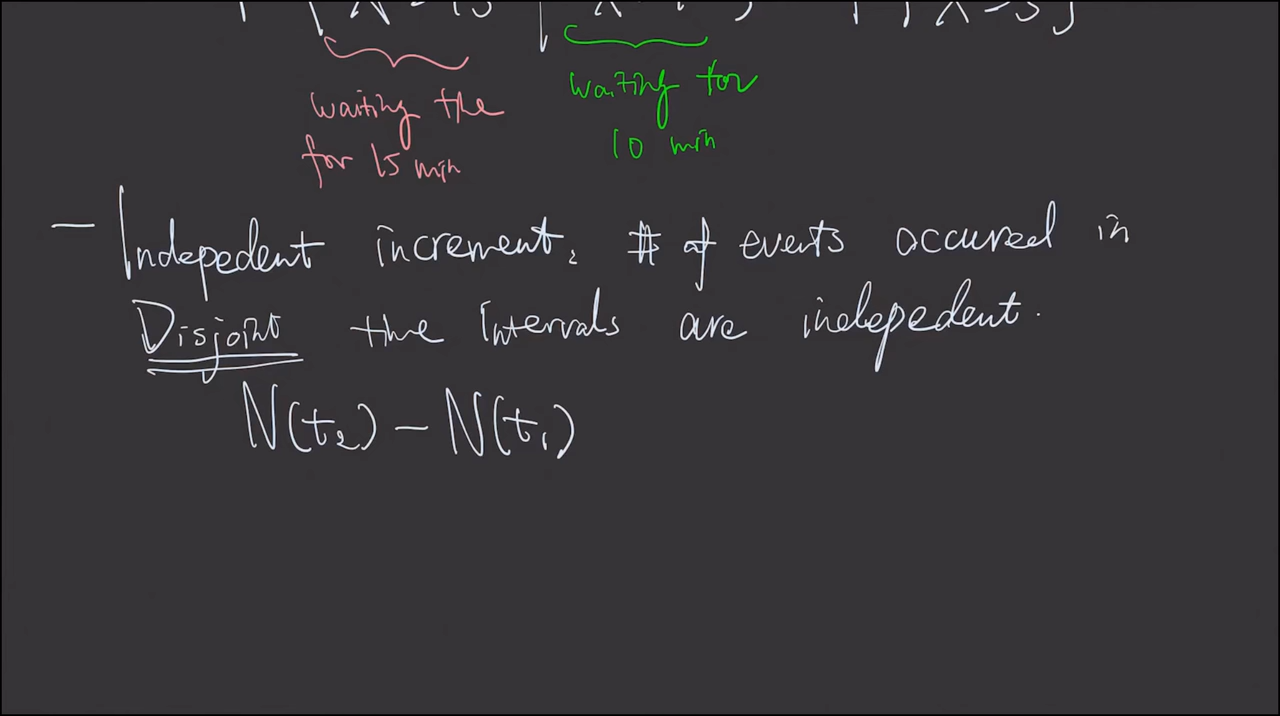 waiting the
for 15 min
waiting for
10 min
— Indepedent increment, # of events occured in
Disjoint the Intervals are indepedent.
N(t₂) — N(t₁)